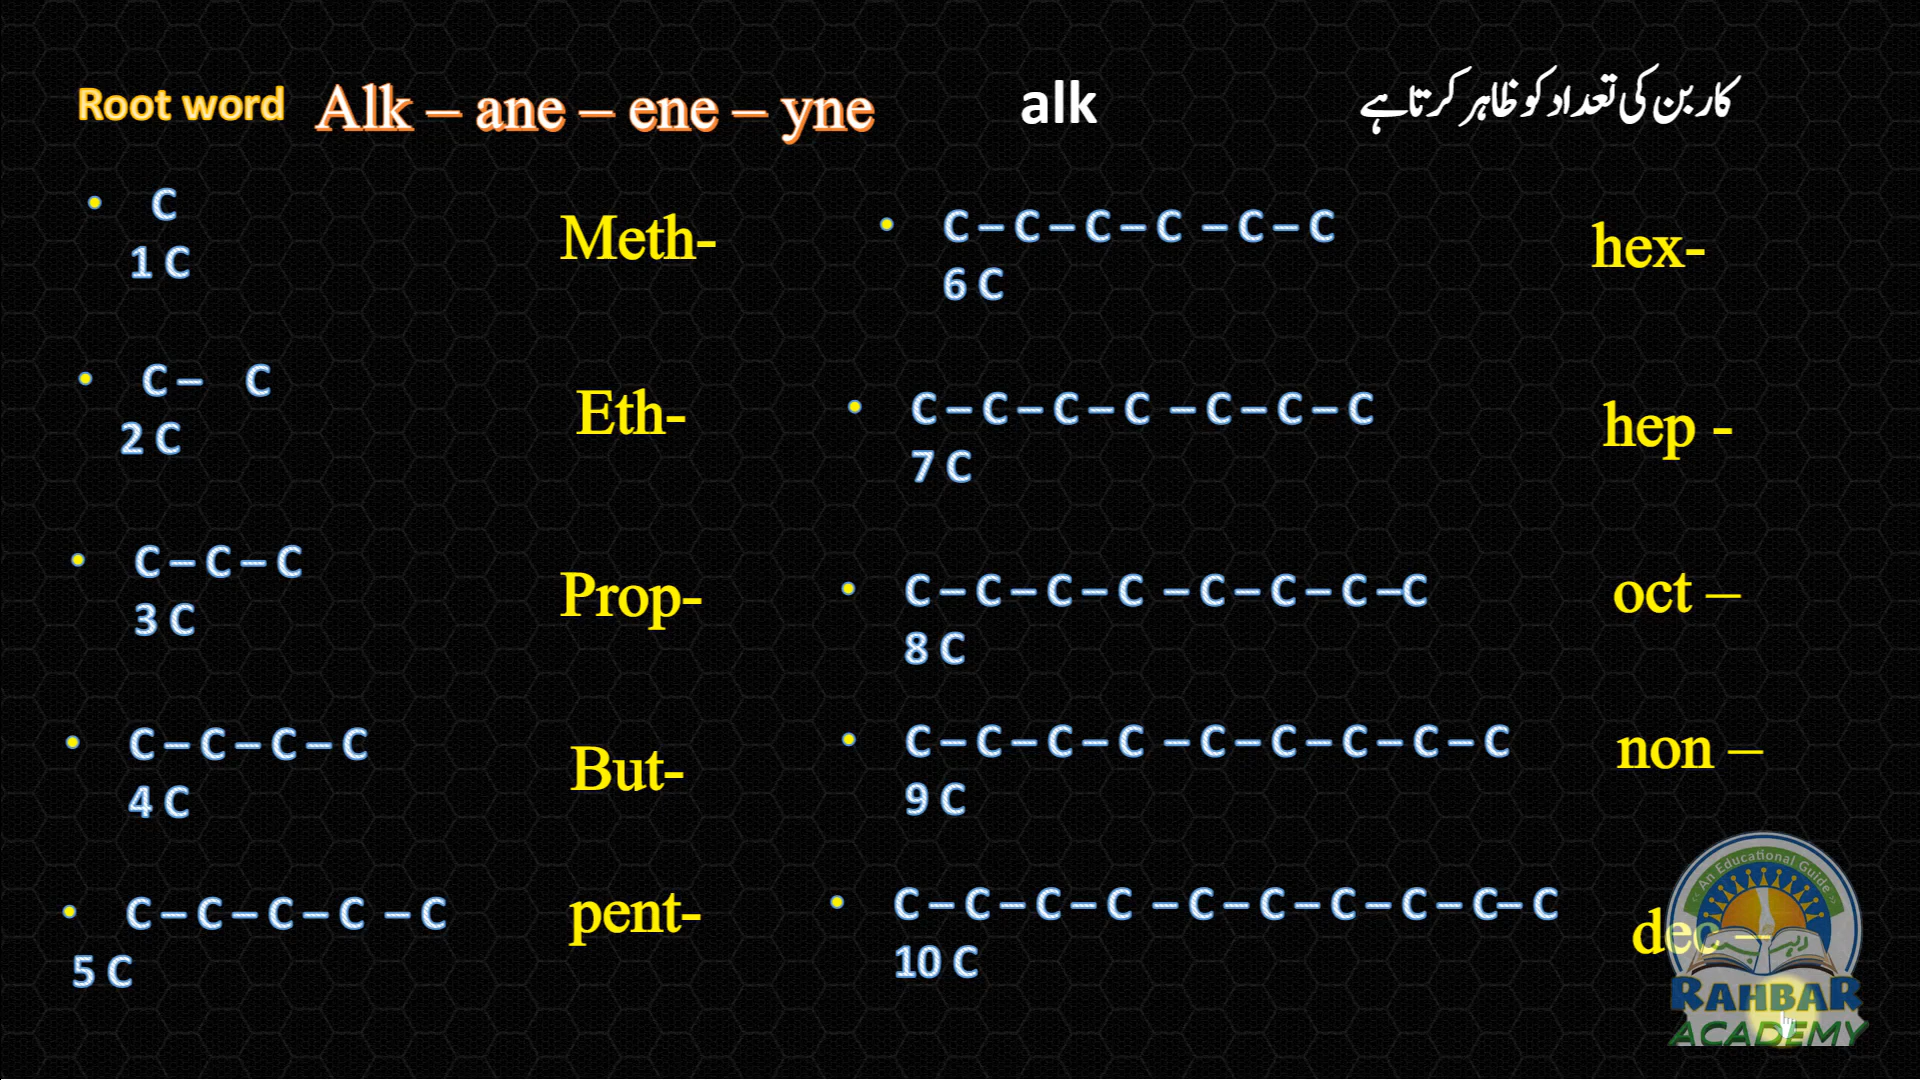 Root word Alk – ane – ene – yne alk کاربن کی تعداد کو ظاہر کرتا ہے
• C
1 C
Meth-
• C – C
2 C
Eth-
• C – C – C
3 C
Prop-
• C – C – C – C
4 C
But-
• C – C – C – C – C
5 C
pent-
• C – C – C – C – C – C
6 C
hex-
• C – C – C – C – C – C – C
7 C
hep -
• C – C – C – C – C – C – C –C
8 C
oct –
• C – C – C – C – C – C – C – C – C
9 C
non –
• C – C – C – C – C – C – C – C – C– C
10 C
dec –
<< An Educational Guide >>
رہبر
RAHBAR
ACADEMY